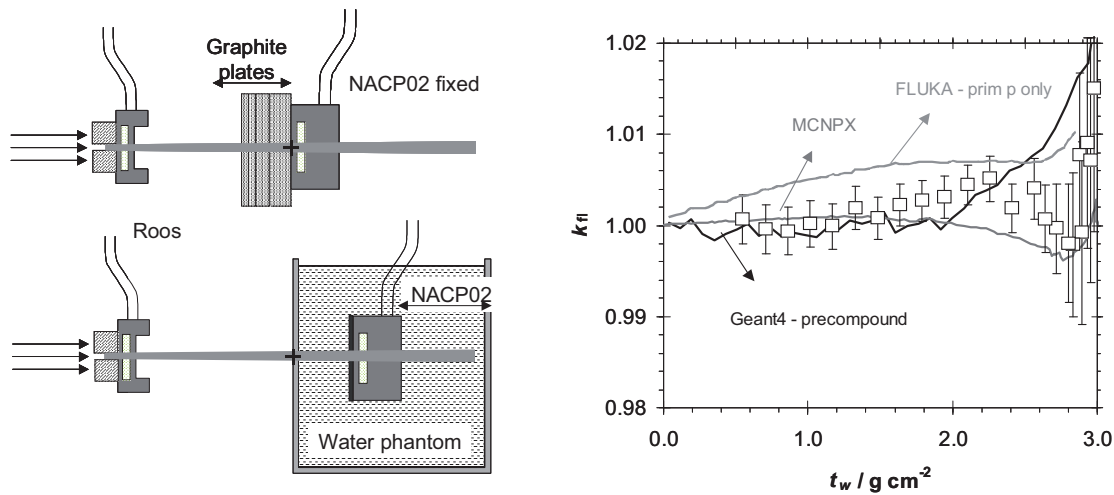 Graphite
plates
NACP02 fixed
Roos
NACP02
Water phantom
1.02
1.01
1.00
0.99
0.98
k_fl
FLUKA - prim p only
MCNPX
Geant4 - precompound
0.0
1.0
2.0
3.0
t_w / g cm⁻²